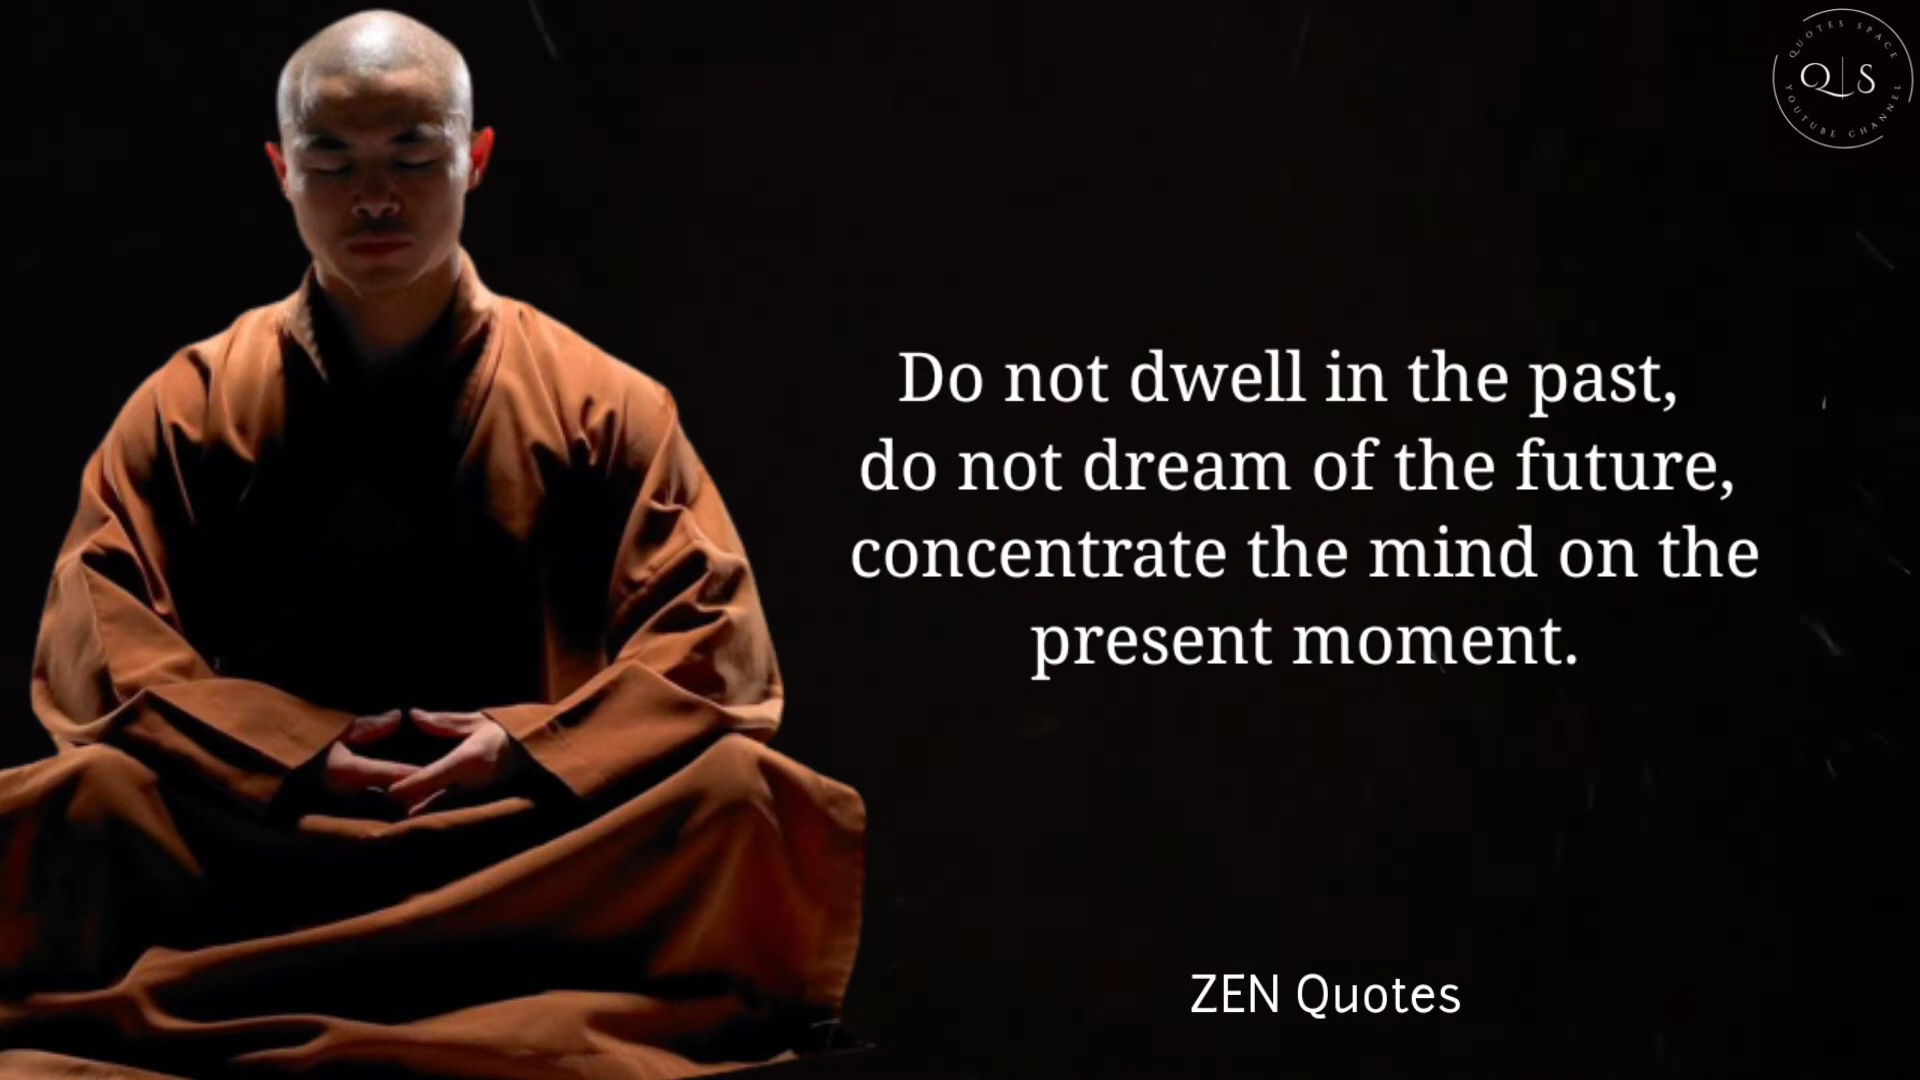 QUOTES SPACE
Q|S
YOUTUBE CHANNEL
Do not dwell in the past,
do not dream of the future,
concentrate the mind on the
present moment.
ZEN Quotes